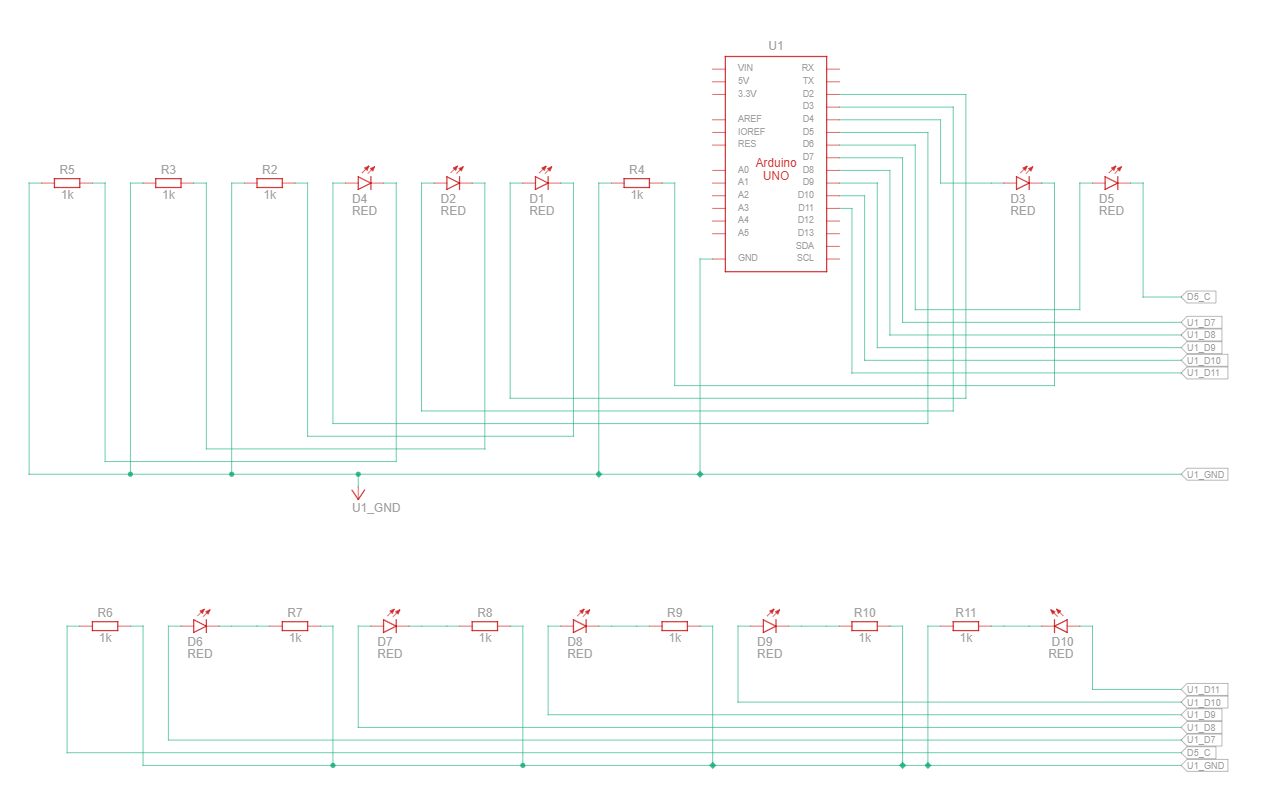 U1
VIN
5V
3.3V
AREF
IOREF
RES
A0
A1
A2
A3
A4
A5
GND
Arduino
UNO
RX
TX
D2
D3
D4
D5
D6
D7
D8
D9
D10
D11
D12
D13
SDA
SCL
R5
1k
R3
1k
R2
1k
D4
RED
D2
RED
D1
RED
R4
1k
D3
RED
D5
RED
D5_C
U1_D7
U1_D8
U1_D9
U1_D10
U1_D11
U1_GND
U1_GND
R6
1k
D6
RED
R7
1k
D7
RED
R8
1k
D8
RED
R9
1k
D9
RED
R10
1k
R11
1k
D10
RED
U1_D11
U1_D10
U1_D9
U1_D8
U1_D7
D5_C
U1_GND